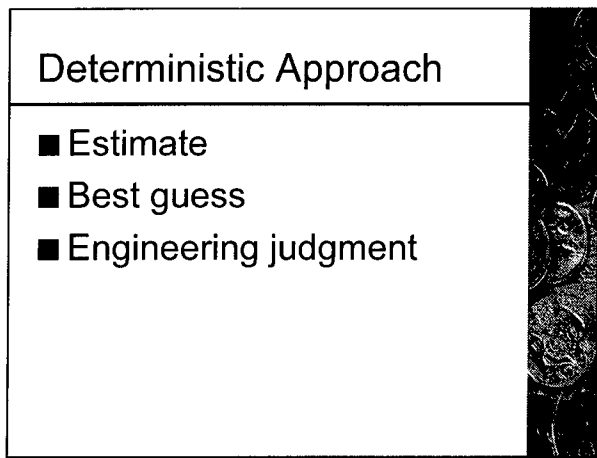 Deterministic Approach
■ Estimate
■ Best guess
■ Engineering judgment